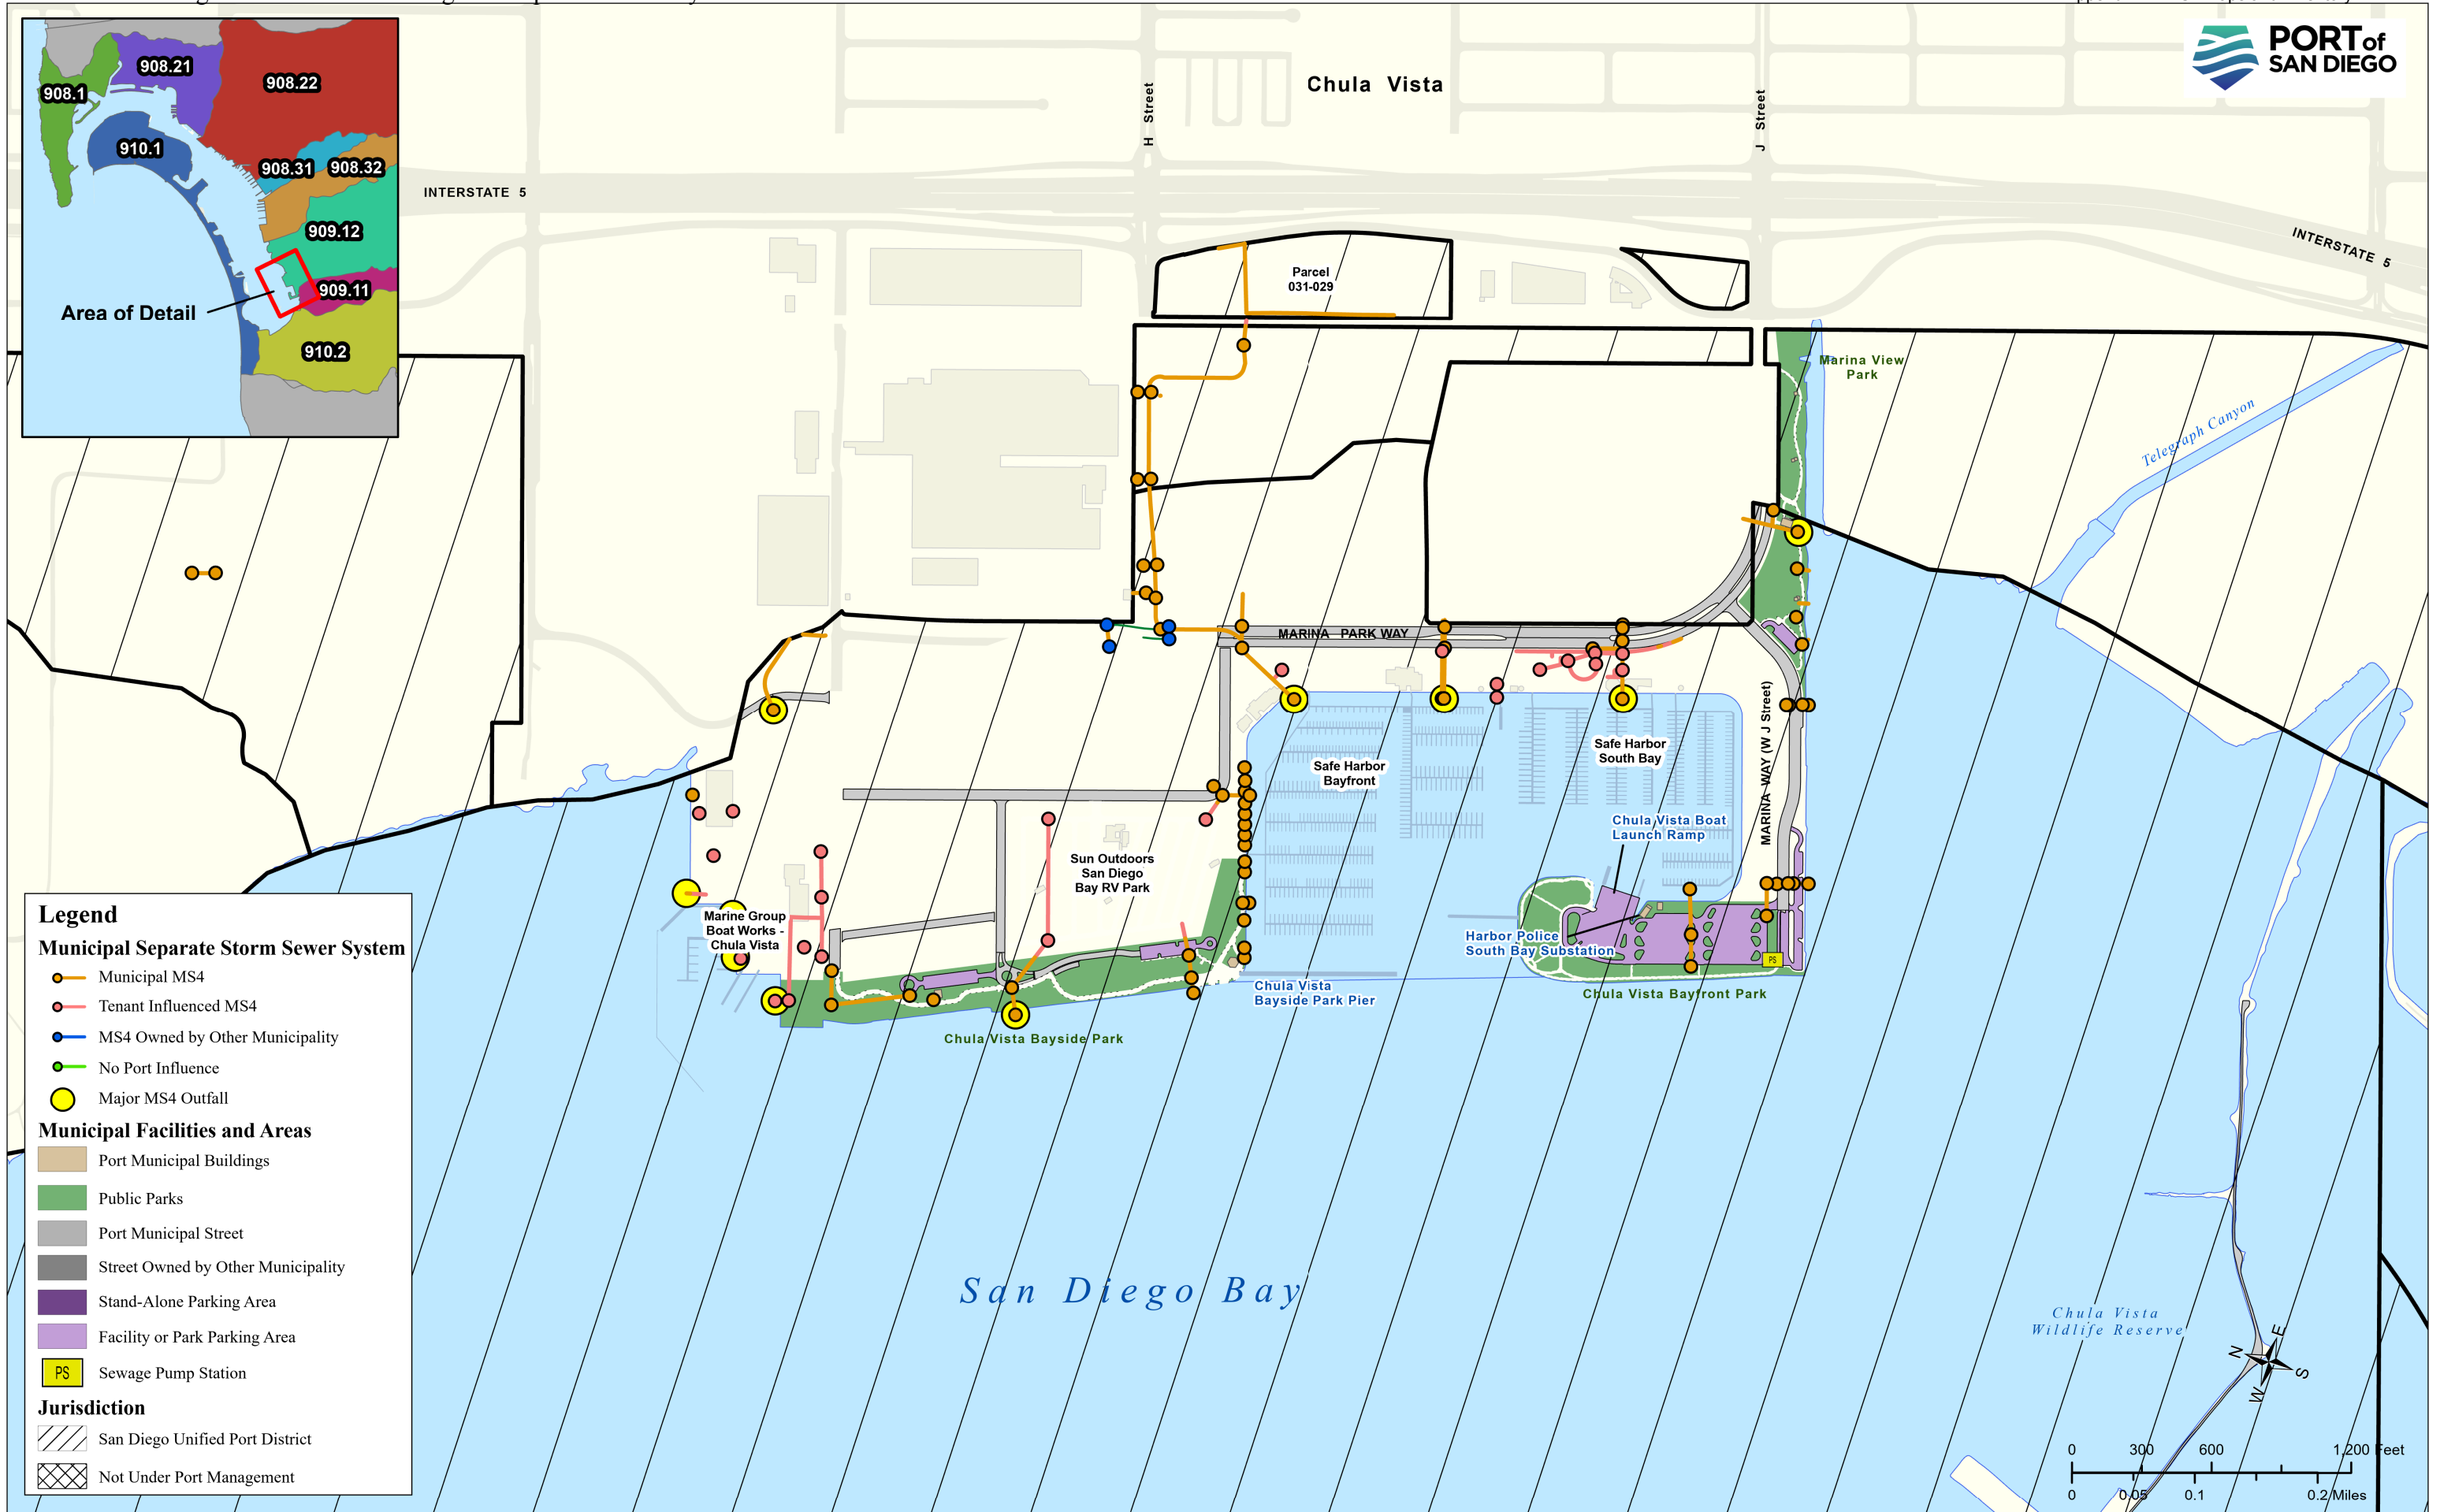 PORT of
SAN DIEGO
908.1
908.21
908.22
910.1
908.31
908.32
909.12
909.11
910.2
Area of Detail
Chula Vista
H Street
J Street
INTERSTATE 5
INTERSTATE 5
Parcel
031-029
Marina View
Park
Telegraph Canyon
MARINA PARK WAY
MARINA WAY (W J Street)
Safe Harbor
Bayfront
Safe Harbor
South Bay
Chula Vista Boat
Launch Ramp
Sun Outdoors
San Diego
Bay RV Park
Marine Group
Boat Works -
Chula Vista
Harbor Police
South Bay Substation
PS
Chula Vista
Bayside Park Pier
Chula Vista Bayfront Park
Chula Vista Bayside Park
San Diego Bay
Chula Vista
Wildlife Reserve
Legend
Municipal Separate Storm Sewer System
Municipal MS4
Tenant Influenced MS4
MS4 Owned by Other Municipality
No Port Influence
Major MS4 Outfall
Municipal Facilities and Areas
Port Municipal Buildings
Public Parks
Port Municipal Street
Street Owned by Other Municipality
Stand-Alone Parking Area
Facility or Park Parking Area
PS Sewage Pump Station
Jurisdiction
San Diego Unified Port District
Not Under Port Management
N
E
S
W
0 300 600 1,200 Feet
0 0.05 0.1 0.2 Miles